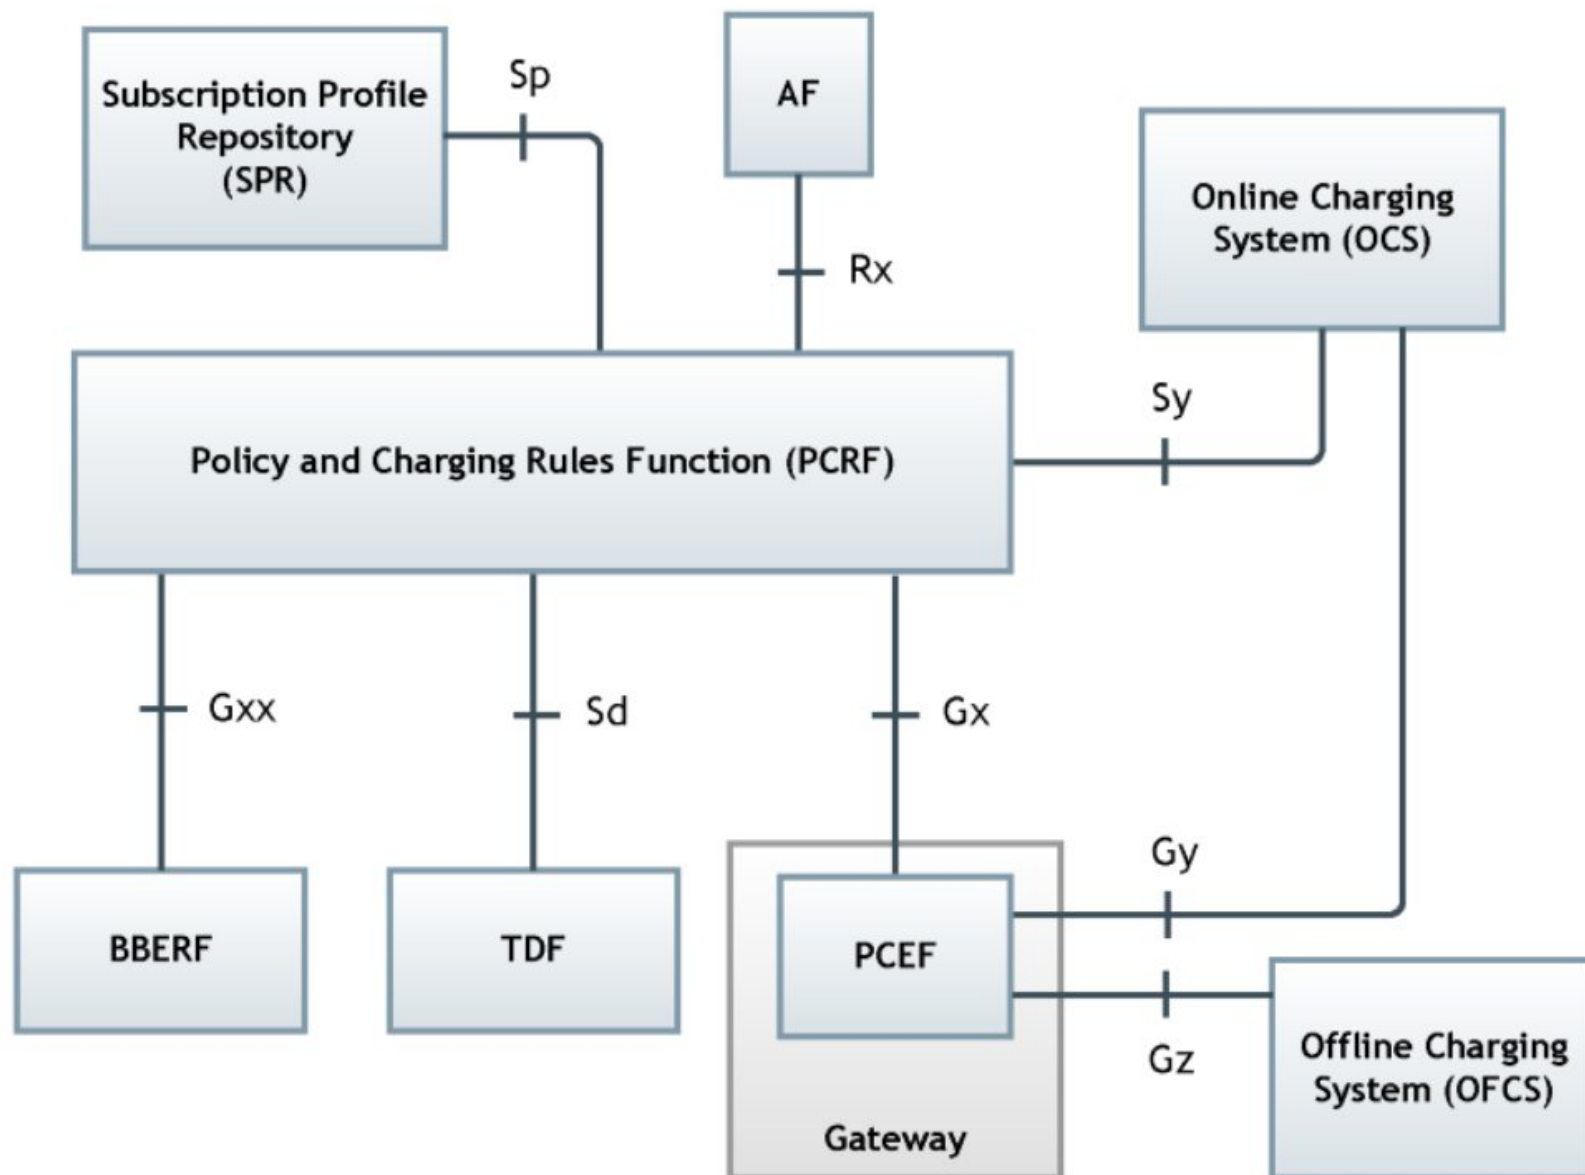 Subscription Profile
Repository
(SPR)
Sp
AF
Rx
Online Charging
System (OCS)
Policy and Charging Rules Function (PCRF)
Sy
Gxx
Sd
Gx
BBERF
TDF
PCEF
Gy
Gz
Gateway
Offline Charging
System (OFCS)